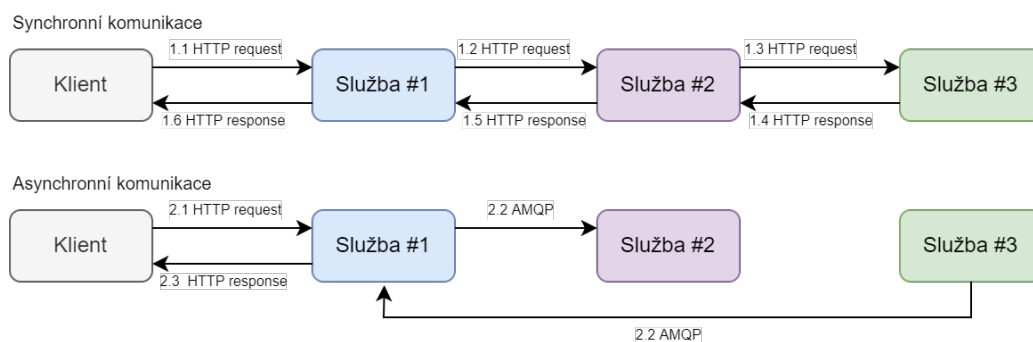 Synchronní komunikace
1.1 HTTP request
1.2 HTTP request
1.3 HTTP request
Klient
Služba #1
Služba #2
Služba #3
1.6 HTTP response
1.5 HTTP response
1.4 HTTP response
Asynchronní komunikace
2.1 HTTP request
2.2 AMQP
Klient
Služba #1
Služba #2
Služba #3
2.3 HTTP response
2.2 AMQP